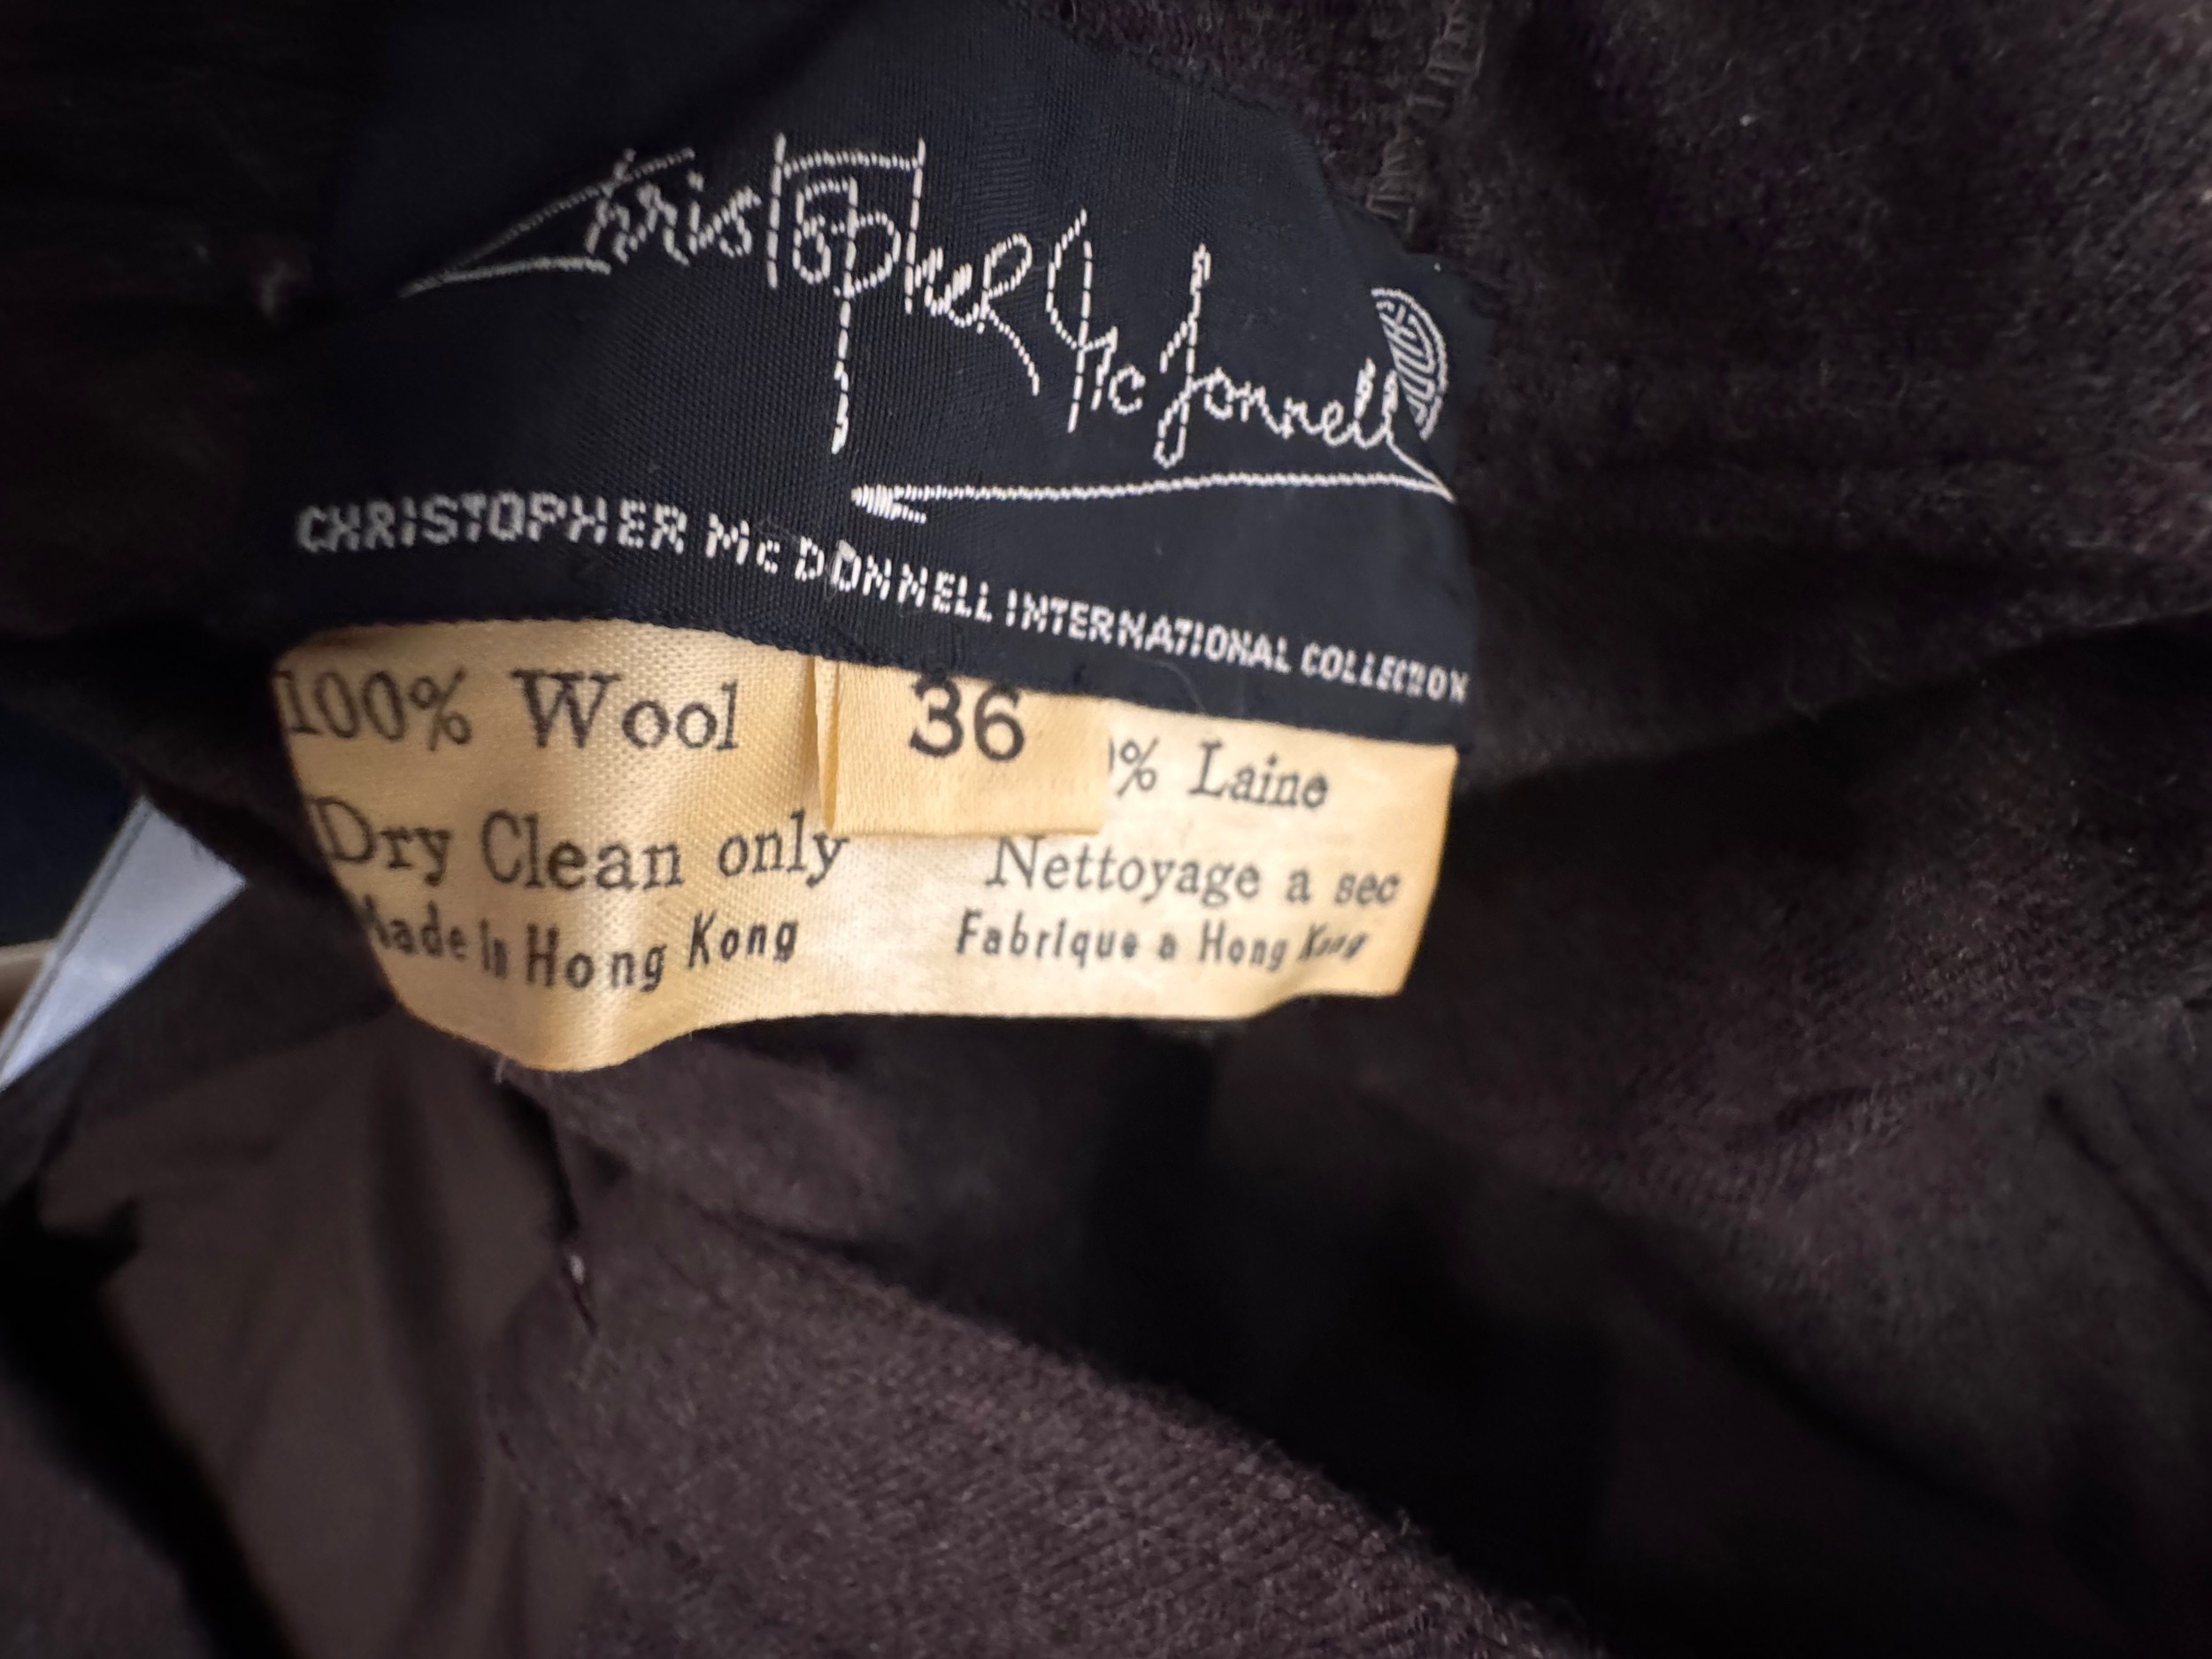 Christopher McDonnell
CHRISTOPHER McDONNELL INTERNATIONAL COLLECTION
100% Wool
Dry Clean only
Made in Hong Kong
36
% Laine
Nettoyage a sec
Fabrique a Hong Kong